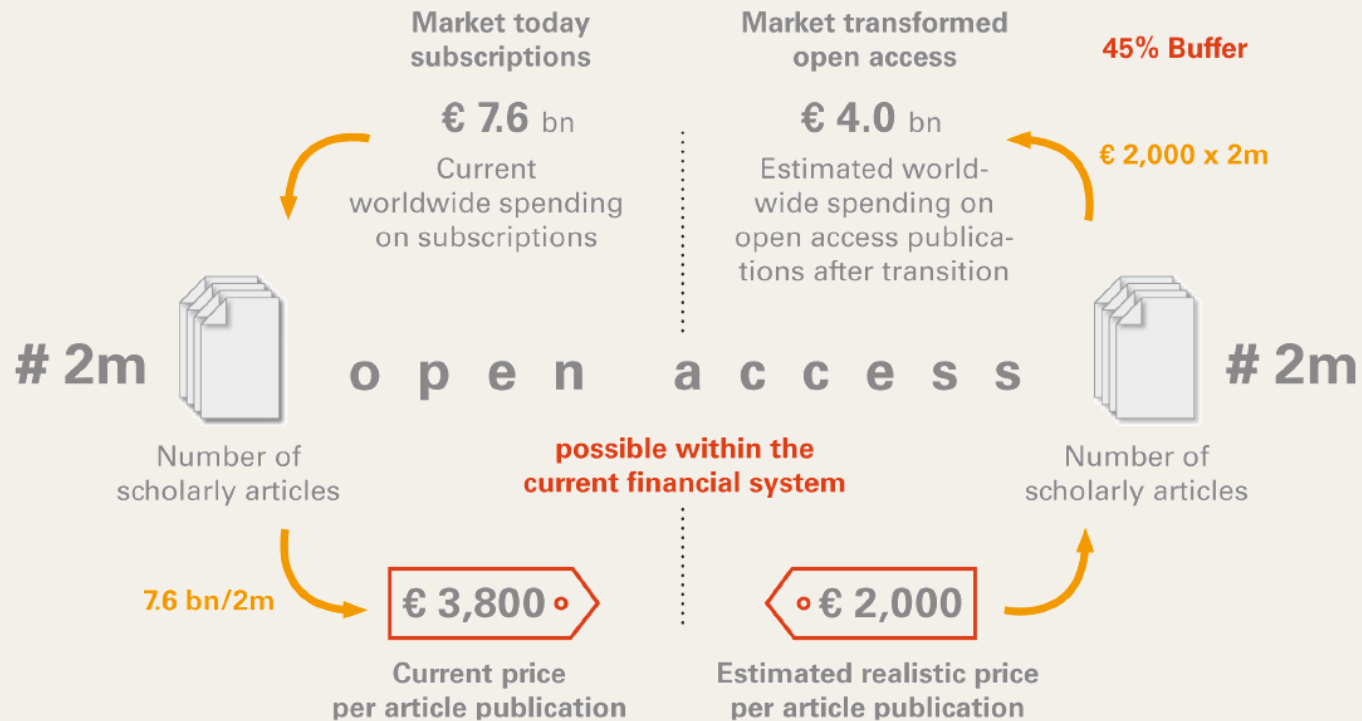 Market today
subscriptions
€ 7.6 bn
Current
worldwide spending
on subscriptions
Market transformed
open access
€ 4.0 bn
Estimated world-
wide spending on
open access publica-
tions after transition
45% Buffer
€ 2,000 x 2m
# 2m
open access
# 2m
Number of
scholarly articles
possible within the
current financial system
Number of
scholarly articles
7.6 bn/2m
€ 3,800
€ 2,000
Current price
per article publication
Estimated realistic price
per article publication